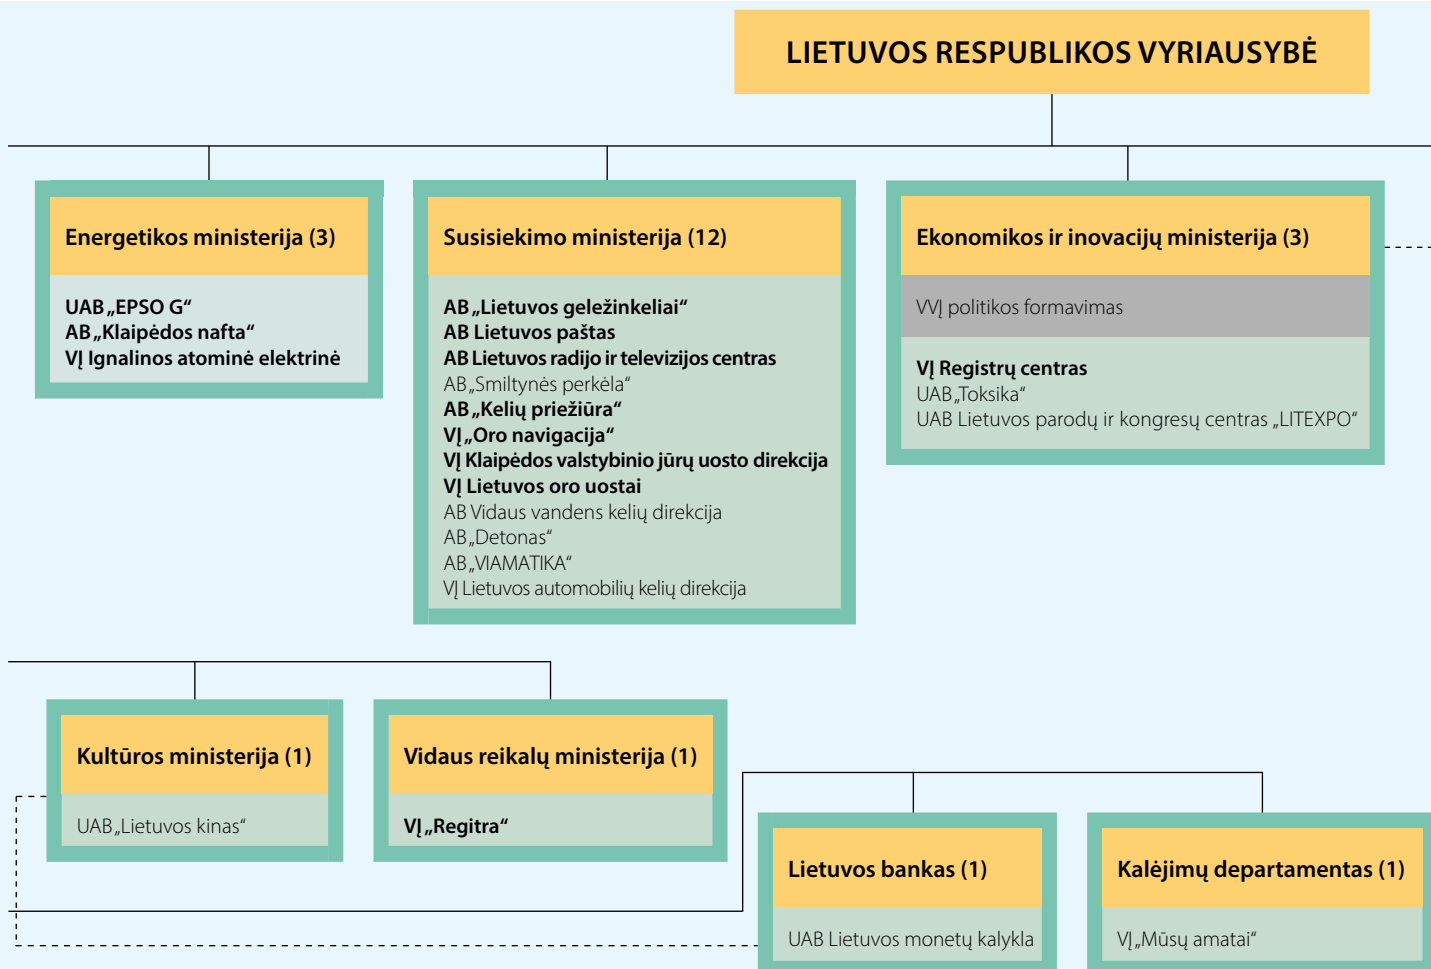 LIETUVOS RESPUBLIKOS VYRIAUSYBĖ
Energetikos ministerija (3)
UAB „EPSO G“
AB „Klaipėdos nafta“
VĮ Ignalinos atominė elektrinė
Susisiekimo ministerija (12)
AB „Lietuvos geležinkeliai“
AB Lietuvos paštas
AB Lietuvos radijo ir televizijos centras
AB „Smiltynės perkėla“
AB „Kelių priežiūra“
VĮ „Oro navigacija“
VĮ Klaipėdos valstybinio jūrų uosto direkcija
VĮ Lietuvos oro uostai
AB Vidaus vandens kelių direkcija
AB „Detonas“
AB „VIAMATIKA“
VĮ Lietuvos automobilių kelių direkcija
Ekonomikos ir inovacijų ministerija (3)
VVĮ politikos formavimas
VĮ Registrų centras
UAB „Toksika“
UAB Lietuvos parodų ir kongresų centras „LITEXPO“
Kultūros ministerija (1)
UAB „Lietuvos kinas“
Vidaus reikalų ministerija (1)
VĮ „Regitra“
Lietuvos bankas (1)
UAB Lietuvos monetų kalykla
Kalėjimų departamentas (1)
VĮ „Mūsų amatai“